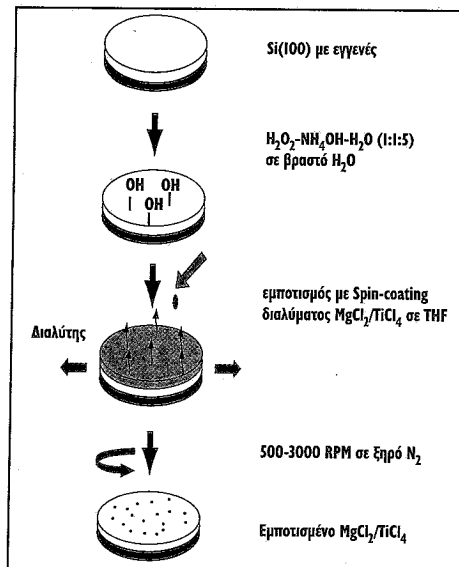 Si(100) με εγγενές
H₂O₂-NH₄OH-H₂O (1:1:5)
σε βραστό H₂O
OH OH
OH
εμποτισμός με Spin-coating
διαλύματος MgCl₂/TiCl₄ σε THF
Διαλύτης
500-3000 RPM σε ξηρό N₂
Εμποτισμένο MgCl₂/TiCl₄